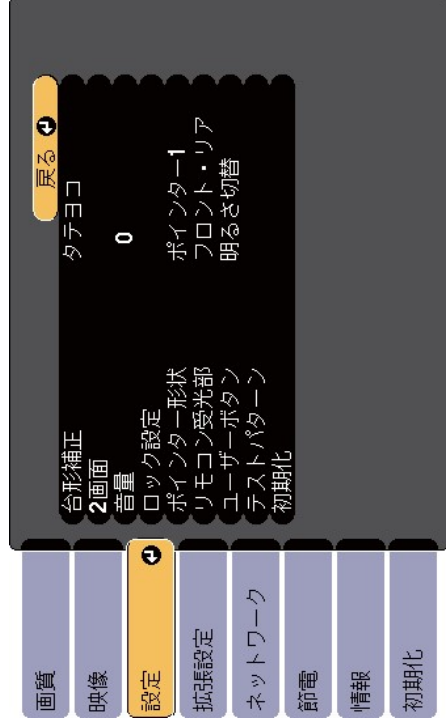 画質
映像
設定
拡張設定
ネットワーク
節電
情報
初期化
戻る
台形補正 タテヨコ
2画面
音量 0
ロック設定
ポインター形状 ポインター1
リモコン受光部 フロント・リア
ユーザーボタン 明るさ切替
テストパターン
初期化